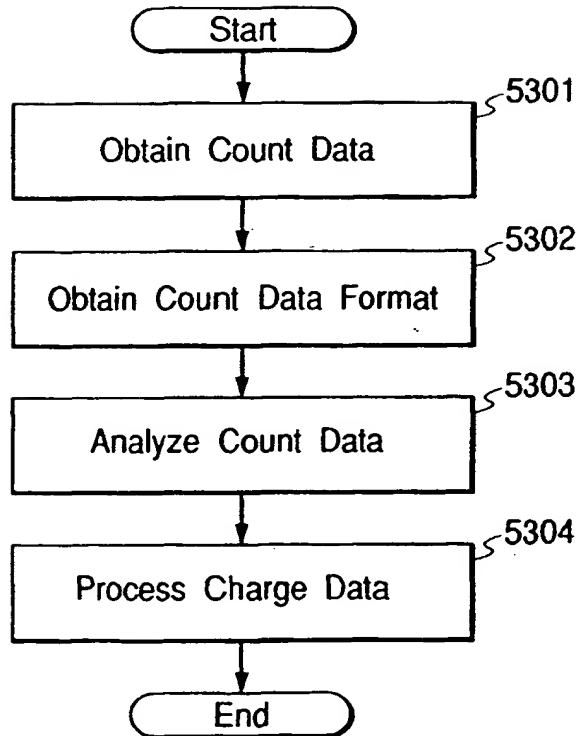 Start
5301
Obtain Count Data
5302
Obtain Count Data Format
5303
Analyze Count Data
5304
Process Charge Data
End